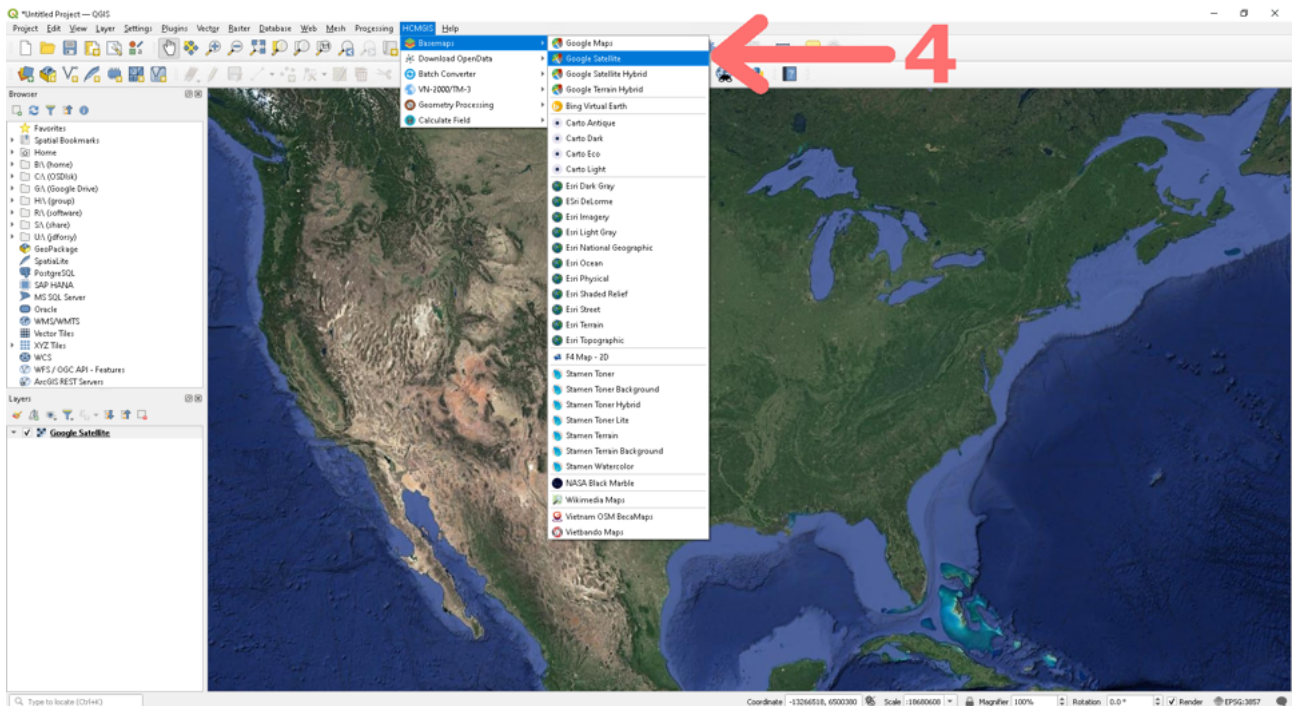 *Untitled Project — QGIS
Project Edit View Layer Settings Plugins Vector Raster Database Web Mesh Processing HCMGIS Help
Basemaps
Download OpenData
Batch Converter
VN-2000/TM-3
Geometry Processing
Calculate Field
Google Maps
Google Satellite
Google Satellite Hybrid
Google Terrain Hybrid
Bing Virtual Earth
Carto Antique
Carto Dark
Carto Eco
Carto Light
Esri Dark Gray
ESri DeLorme
Esri Imagery
Esri Light Gray
Esri National Geographic
Esri Ocean
Esri Physical
Esri Shaded Relief
Esri Street
Esri Terrain
Esri Topographic
F4 Map - 2D
Stamen Toner
Stamen Toner Background
Stamen Toner Hybrid
Stamen Toner Lite
Stamen Terrain
Stamen Terrain Background
Stamen Watercolor
NASA Black Marble
Wikimedia Maps
Vietnam OSM BecaMaps
Vietbando Maps
4
Browser
Favorites
Spatial Bookmarks
Home
B:\ (home)
C:\ (OSDisk)
G:\ (Google Drive)
H:\ (group)
R:\ (software)
S:\ (share)
U:\ (jdforsy)
GeoPackage
SpatiaLite
PostgreSQL
SAP HANA
MS SQL Server
Oracle
WMS/WMTS
Vector Tiles
XYZ Tiles
WCS
WFS / OGC API - Features
ArcGIS REST Servers
Layers
Google Satellite
Type to locate (Ctrl+K)
Coordinate -13266518, 6500380 Scale :18680608 Magnifier 100% Rotation 0.0 ° Render EPSG:3857